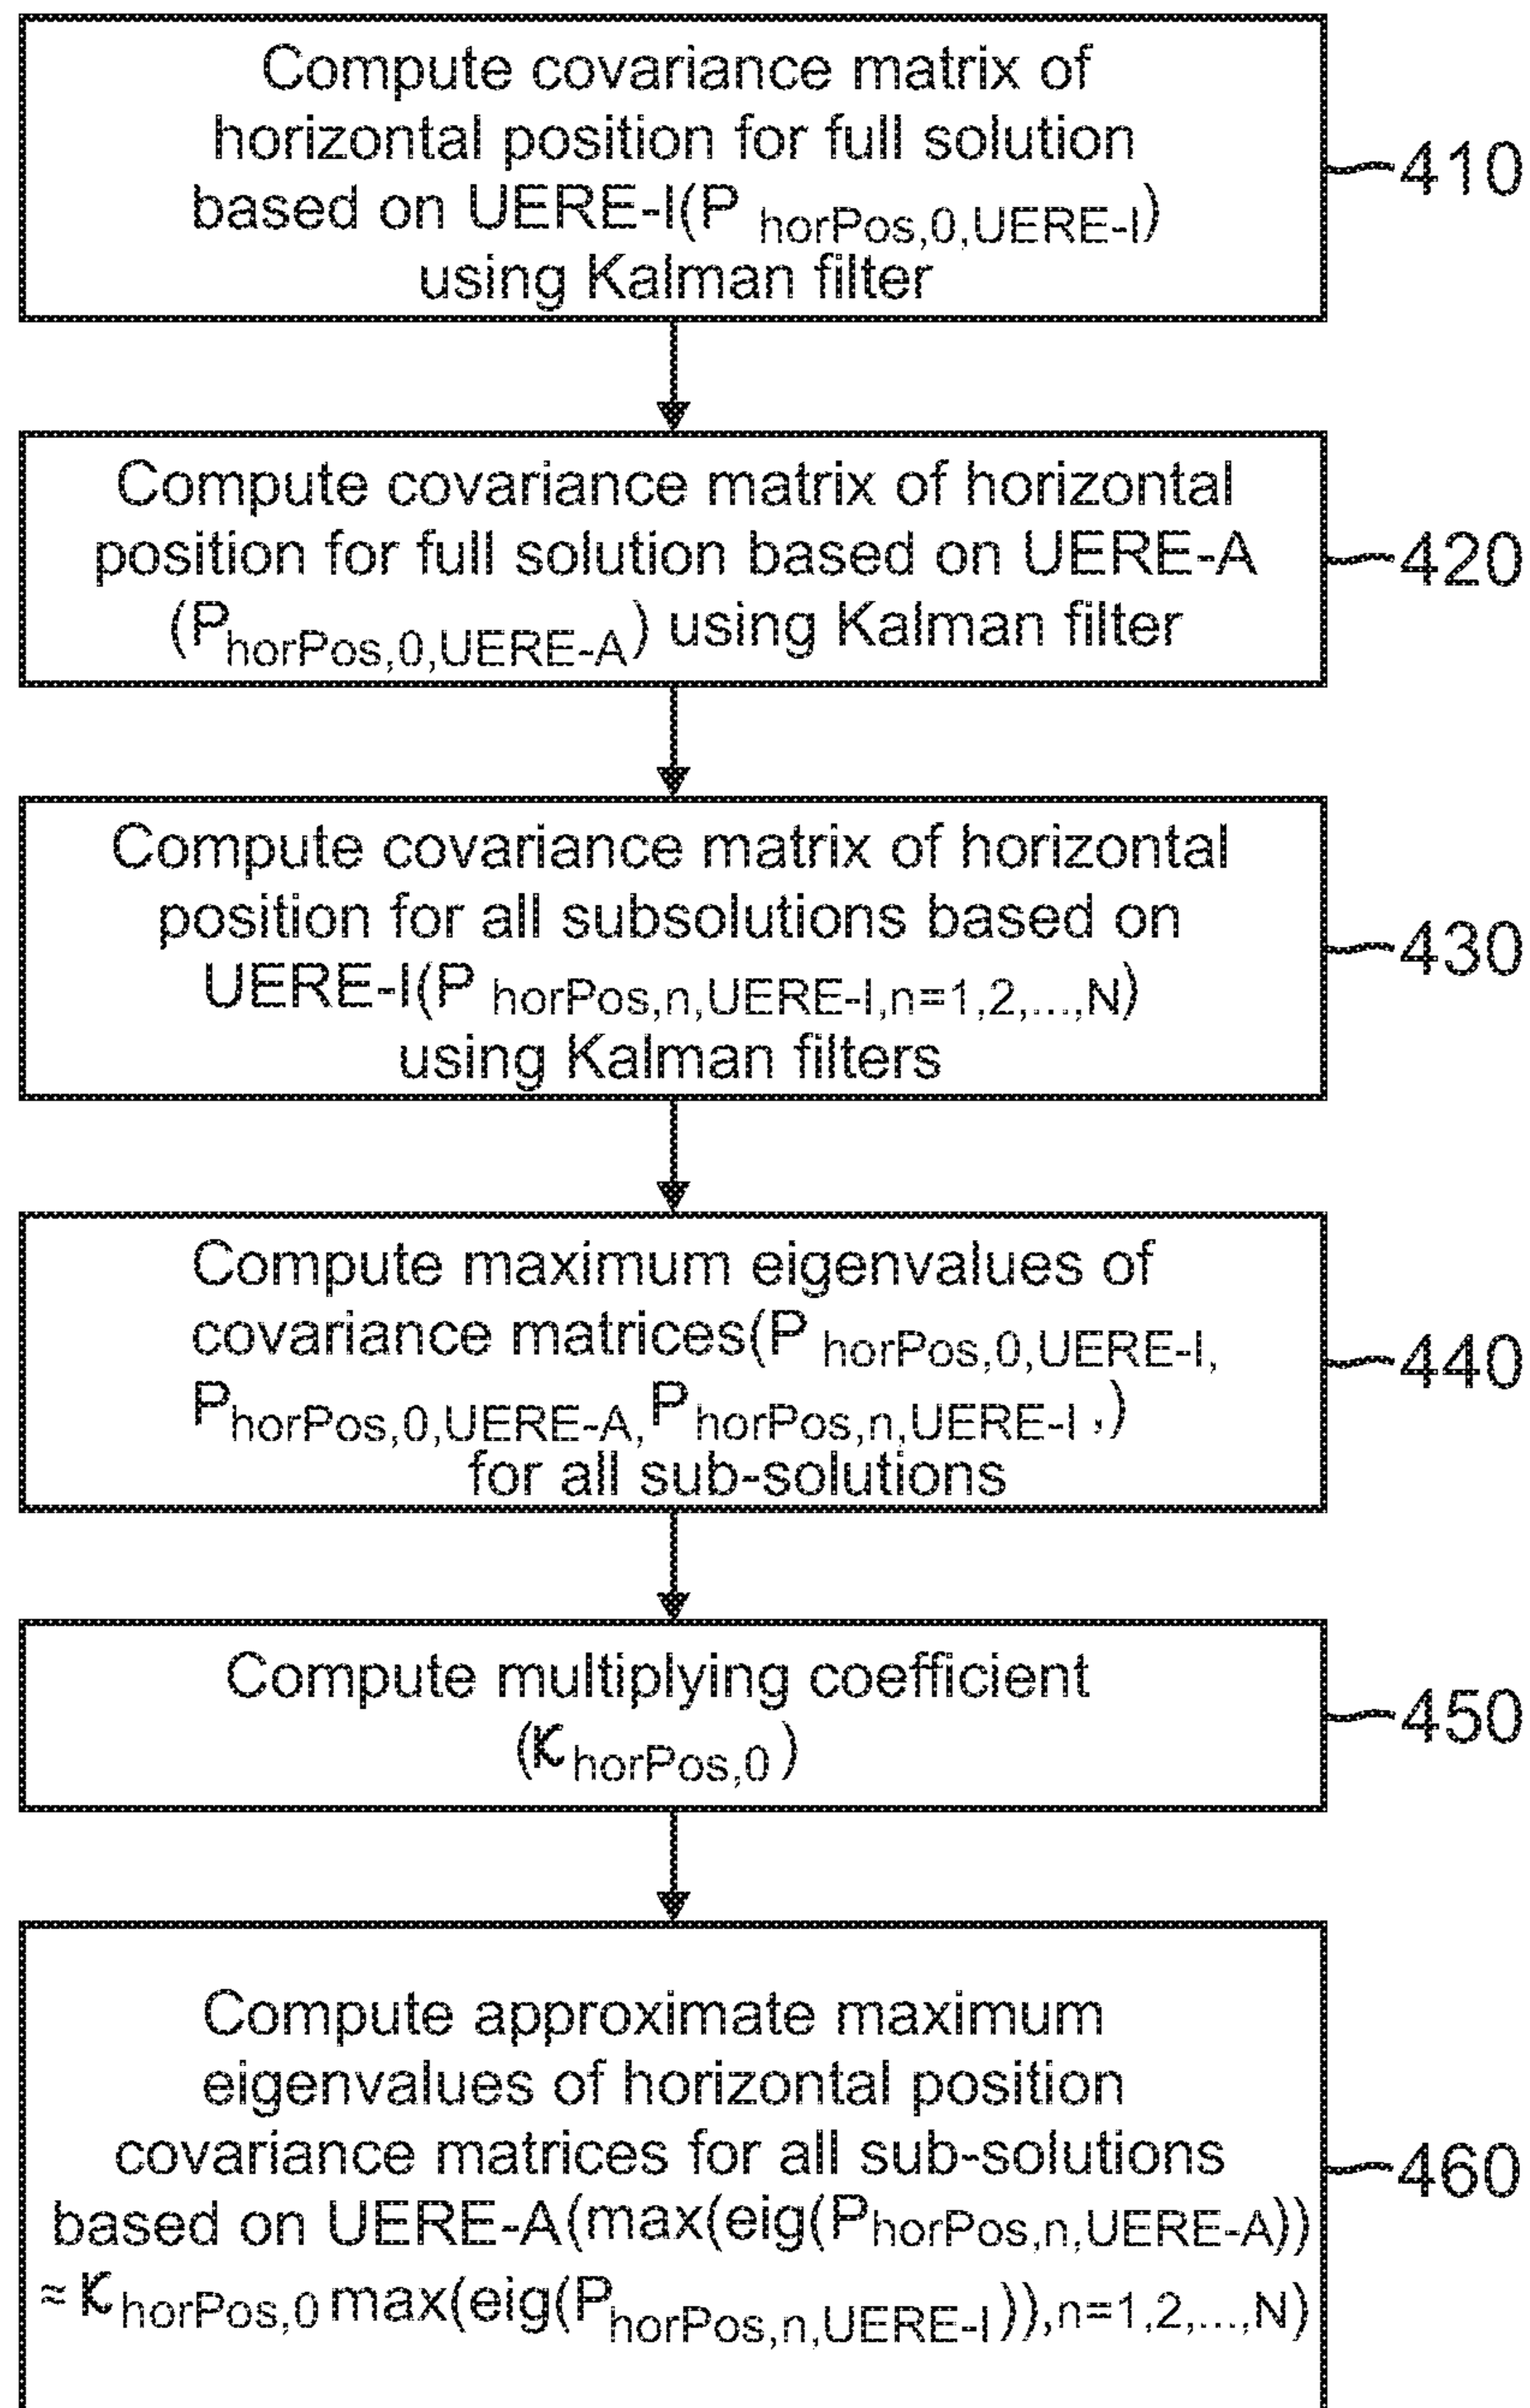 Compute covariance matrix of
horizontal position for full solution
based on UERE-I(P horPos,0,UERE-I)
using Kalman filter
410
Compute covariance matrix of horizontal
position for full solution based on UERE-A
(PhorPos,0,UERE-A) using Kalman filter
420
Compute covariance matrix of horizontal
position for all subsolutions based on
UERE-I(P horPos,n,UERE-I,n=1,2,...,N)
using Kalman filters
430
Compute maximum eigenvalues of
covariance matrices(P horPos,0,UERE-I,
PhorPos,0,UERE-A,PhorPos,n,UERE-I ,)
for all sub-solutions
440
Compute multiplying coefficient
(κhorPos,0)
450
Compute approximate maximum
eigenvalues of horizontal position
covariance matrices for all sub-solutions
based on UERE-A(max(eig(PhorPos,n,UERE-A))
≈ κhorPos,0 max(eig(PhorPos,n,UERE-I)),n=1,2,...,N)
460